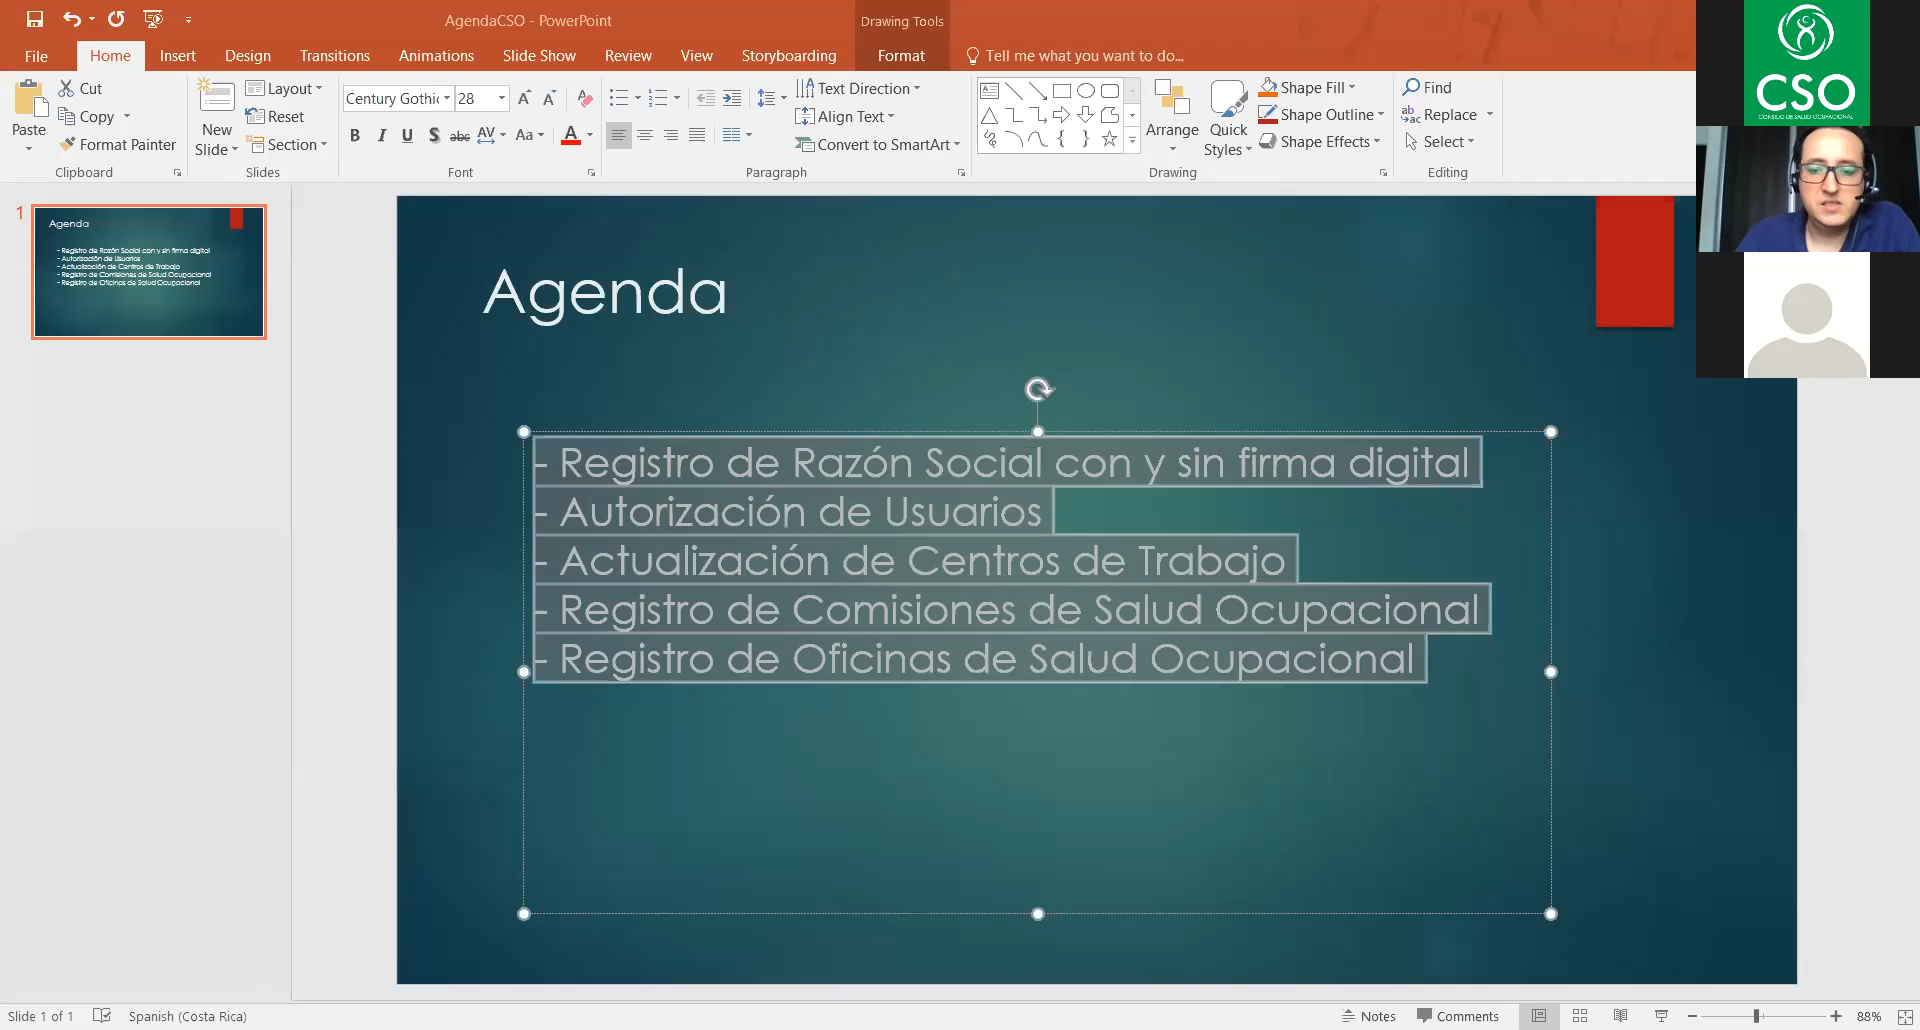 AgendaCSO - PowerPoint
Drawing Tools
File
Home
Insert
Design
Transitions
Animations
Slide Show
Review
View
Storyboarding
Format
Tell me what you want to do...
Paste
Cut
Copy
Format Painter
Clipboard
New
Slide
Layout
Reset
Section
Slides
Century Gothic
28
B I U S abc AV Aa A
Font
Text Direction
Align Text
Convert to SmartArt
Paragraph
Arrange
Quick
Styles
Shape Fill
Shape Outline
Shape Effects
Drawing
Find
Replace
Select
Editing
CSO
CONSEJO DE SALUD OCUPACIONAL
1
Agenda
- Registro de Razón Social con y sin firma digital
- Autorización de Usuarios
- Actualización de Centros de Trabajo
- Registro de Comisiones de Salud Ocupacional
- Registro de Oficinas de Salud Ocupacional
Agenda
- Registro de Razón Social con y sin firma digital
- Autorización de Usuarios
- Actualización de Centros de Trabajo
- Registro de Comisiones de Salud Ocupacional
- Registro de Oficinas de Salud Ocupacional
Slide 1 of 1
Spanish (Costa Rica)
Notes
Comments
88%